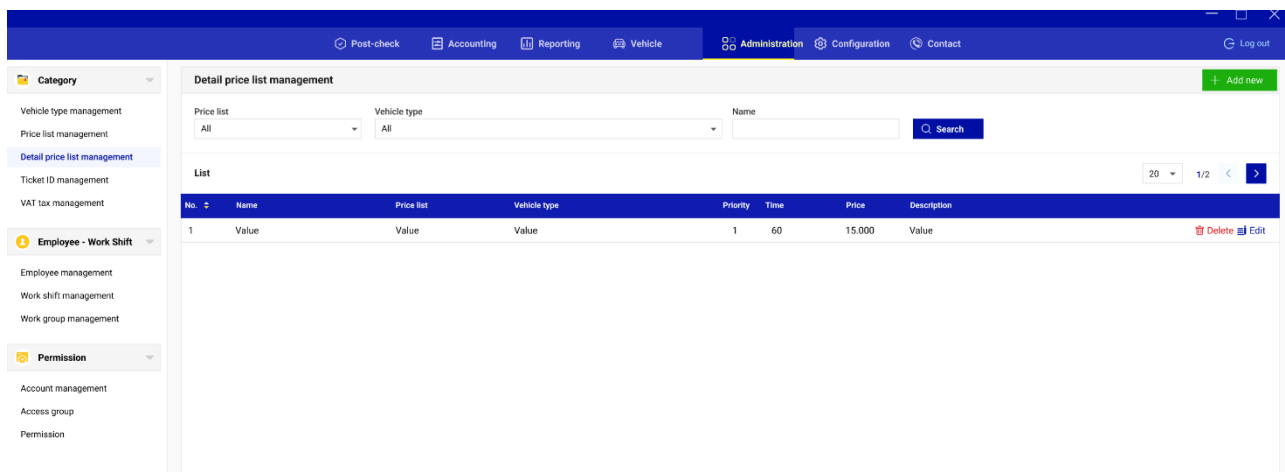 Post-check Accounting Reporting Vehicle Administration Configuration Contact Log out
Category
Vehicle type management
Price list management
Detail price list management
Ticket ID management
VAT tax management
Employee - Work Shift
Employee management
Work shift management
Work group management
Permission
Account management
Access group
Permission
Detail price list management + Add new
Price list Vehicle type Name
All All Search
List 20 1/2 < >
No. Name Price list Vehicle type Priority Time Price Description
1 Value Value Value 1 60 15.000 Value Delete Edit